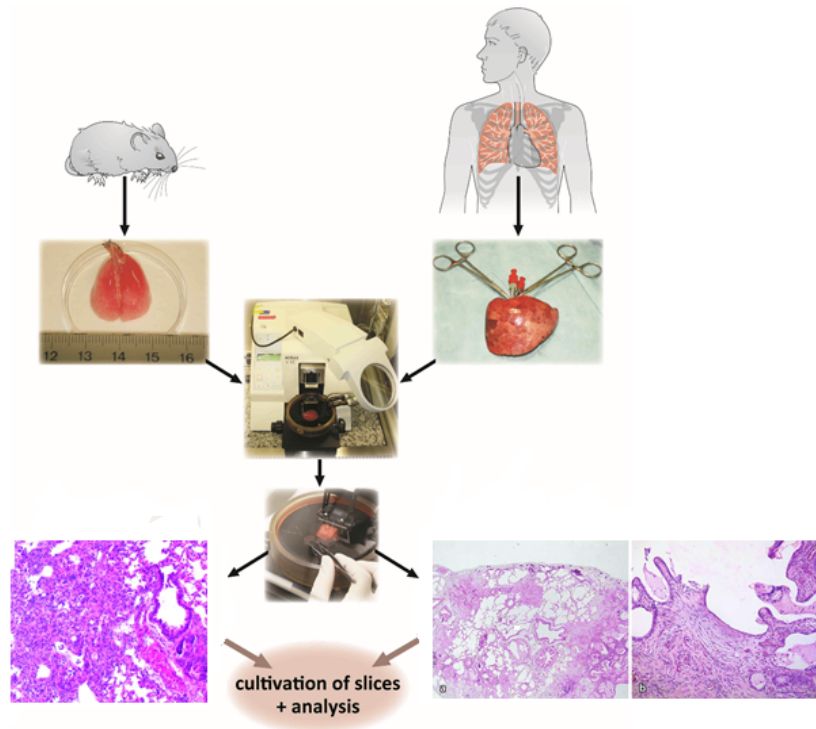 12 13 14 15 16
cultivation of slices
+ analysis
a
b